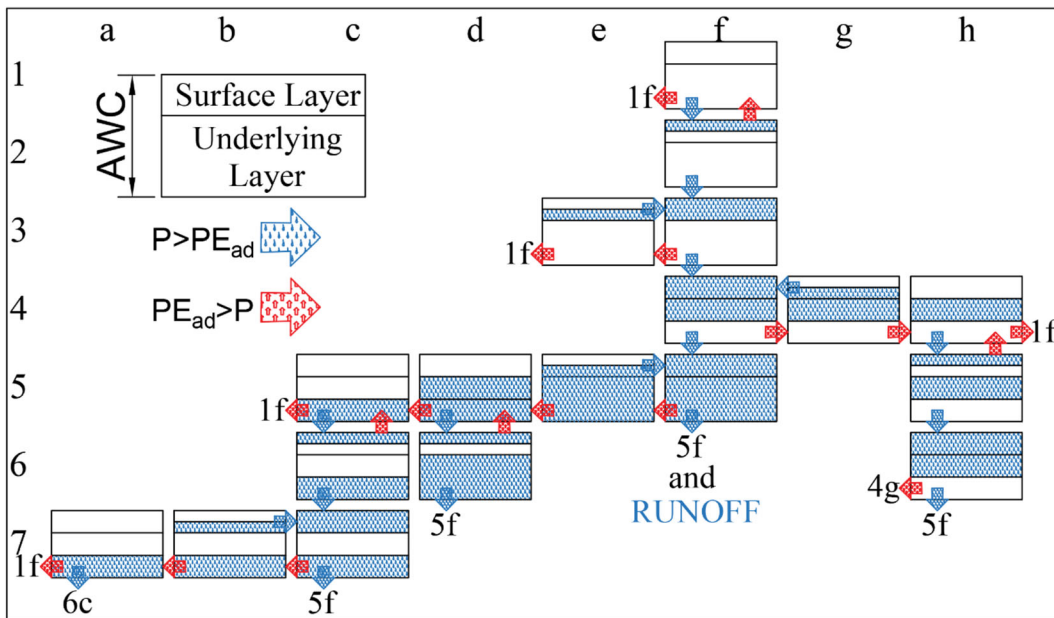 a b c d e f g h
1
AWC
Surface Layer
Underlying
Layer
1f
2
3
P>PEad
1f
4
PEad>P
1f
5
1f
5f
and
RUNOFF
6
4g
5f
5f
7
1f
6c
5f